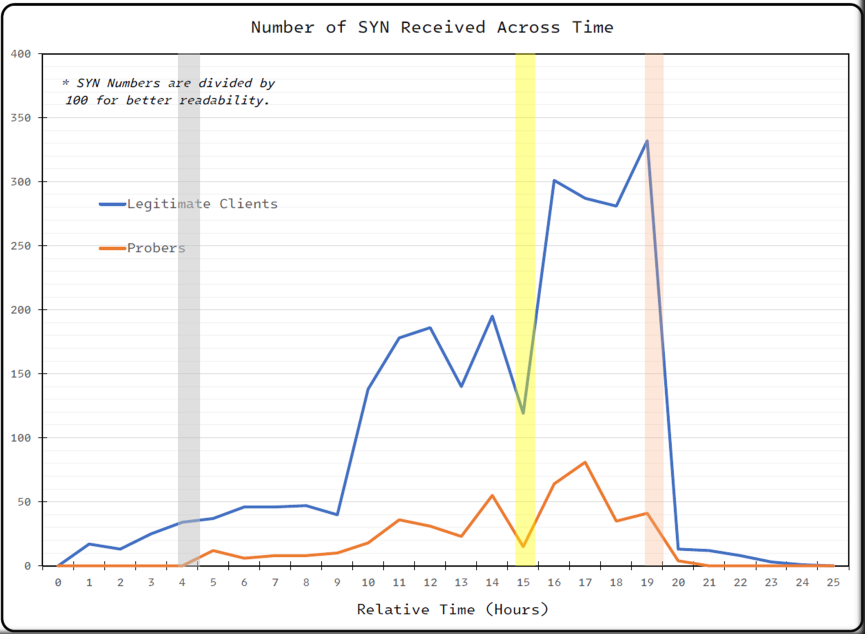 Number of SYN Received Across Time
400
* SYN Numbers are divided by
100 for better readability.
350
300
Legitimate Clients
250
Probers
200
150
100
50
0
0 1 2 3 4 5 6 7 8 9 10 11 12 13 14 15 16 17 18 19 20 21 22 23 24 25
Relative Time (Hours)